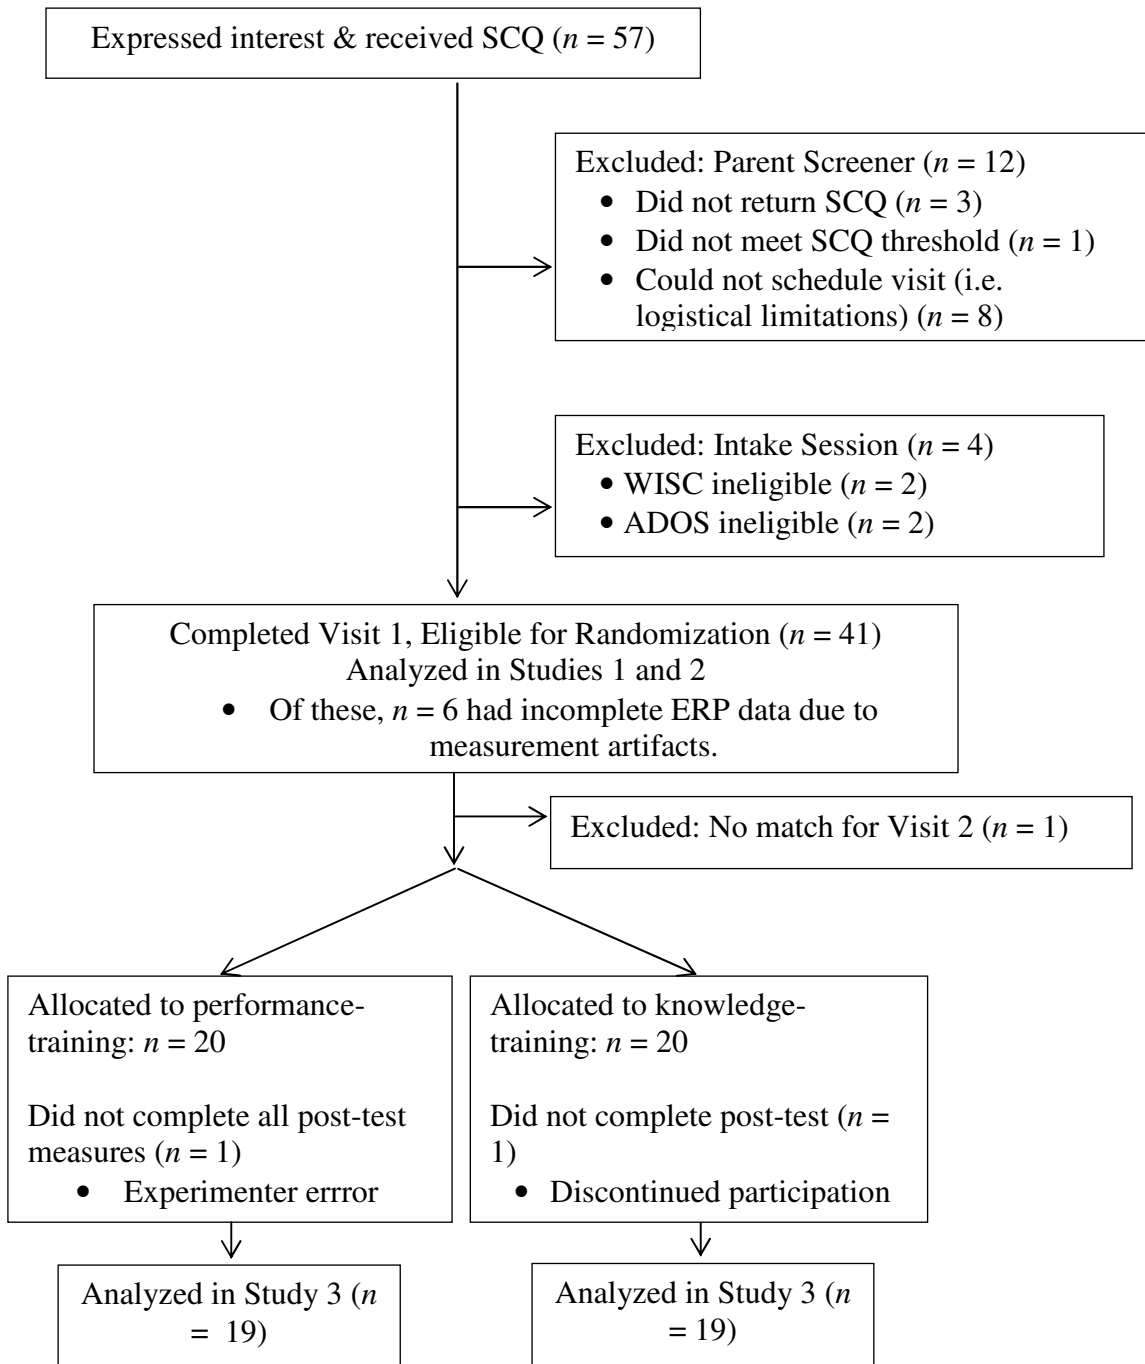 Expressed interest & received SCQ (n = 57)
Excluded: Parent Screener (n = 12)
• Did not return SCQ (n = 3)
• Did not meet SCQ threshold (n = 1)
• Could not schedule visit (i.e.
logistical limitations) (n = 8)
Excluded: Intake Session (n = 4)
• WISC ineligible (n = 2)
• ADOS ineligible (n = 2)
Completed Visit 1, Eligible for Randomization (n = 41)
Analyzed in Studies 1 and 2
• Of these, n = 6 had incomplete ERP data due to
measurement artifacts.
Excluded: No match for Visit 2 (n = 1)
Allocated to performance-
training: n = 20
Did not complete all post-test
measures (n = 1)
• Experimenter errror
Allocated to knowledge-
training: n = 20
Did not complete post-test (n =
1)
• Discontinued participation
Analyzed in Study 3 (n
= 19)
Analyzed in Study 3 (n
= 19)